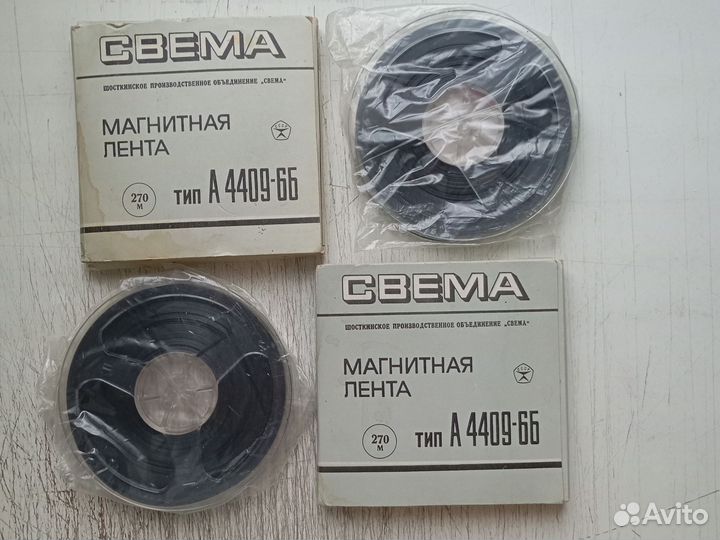 СВЕМА
ШОСТКИНСКОЕ ПРОИЗВОДСТВЕННОЕ ОБЪЕДИНЕНИЕ „СВЕМА“
МАГНИТНАЯ
ЛЕНТА
270
М
ТИП А 4409-6Б
СВЕМА
ШОСТКИНСКОЕ ПРОИЗВОДСТВЕННОЕ ОБЪЕДИНЕНИЕ „СВЕМА“
МАГНИТНАЯ
ЛЕНТА
270
М
ТИП А 4409-6Б
Avito